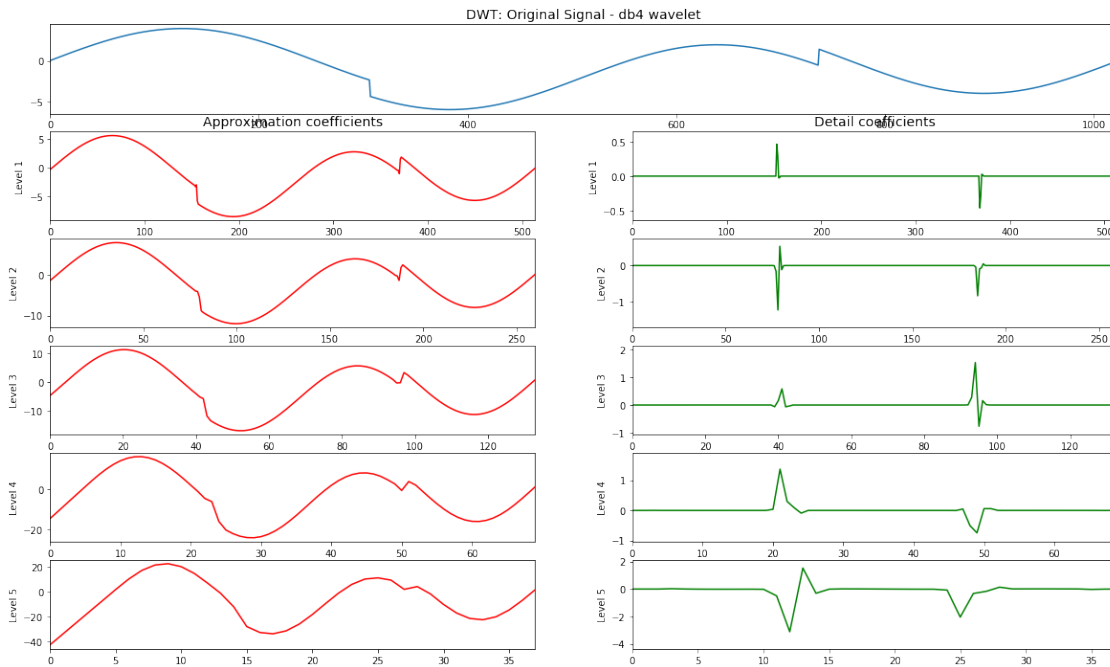 DWT: Original Signal - db4 wavelet
0
−5
0 200 400 600 800 1000
Approximation coefficients
Detail coefficients
Level 1
5
0
−5
0 100 200 300 400 500
Level 1
0.5
0.0
−0.5
0 100 200 300 400 500
Level 2
0
−10
0 50 100 150 200 250
Level 2
0
−1
0 50 100 150 200 250
Level 3
10
0
−10
0 20 40 60 80 100 120
Level 3
2
1
0
−1
0 20 40 60 80 100 120
Level 4
0
−20
0 10 20 30 40 50 60
Level 4
1
0
−1
0 10 20 30 40 50 60
Level 5
20
0
−20
−40
0 5 10 15 20 25 30 35
Level 5
2
0
−2
−4
0 5 10 15 20 25 30 35